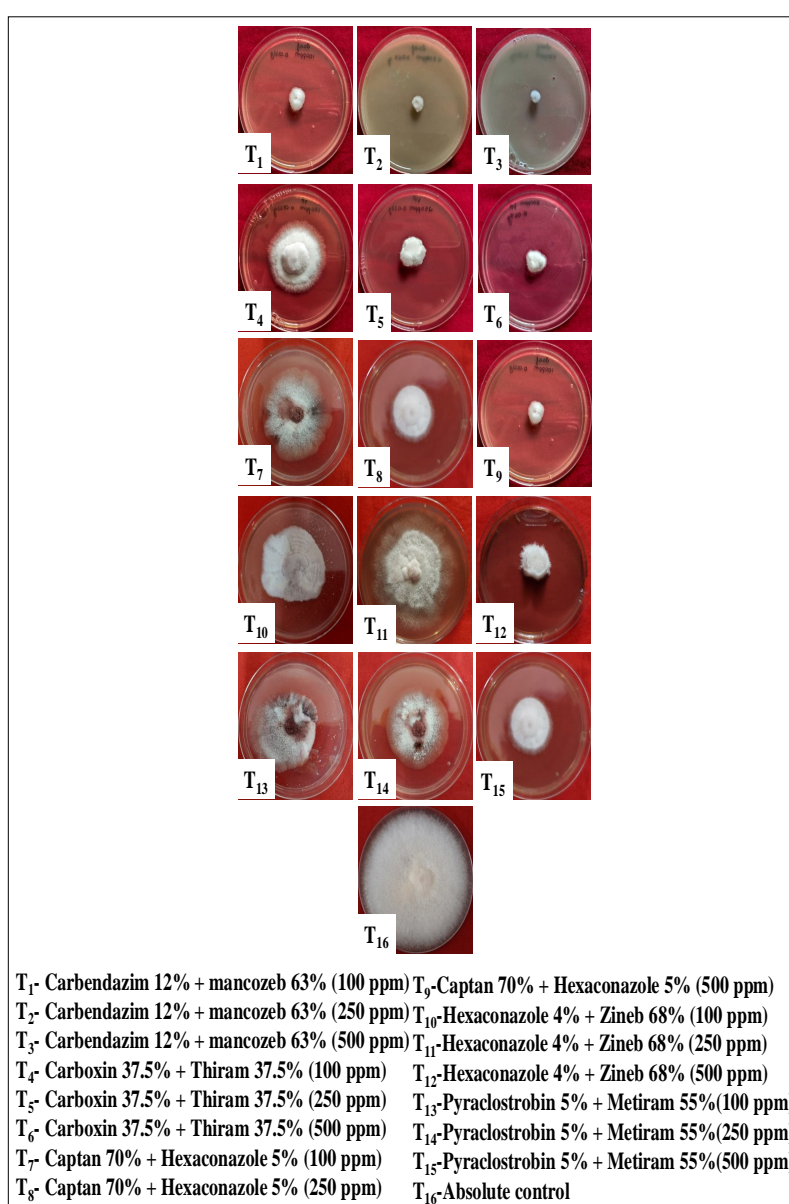 T1 T2 T3
T4 T5 T6
T7 T8 T9
T10 T11 T12
T13 T14 T15
T16
T1- Carbendazim 12% + mancozeb 63% (100 ppm)
T2- Carbendazim 12% + mancozeb 63% (250 ppm)
T3- Carbendazim 12% + mancozeb 63% (500 ppm)
T4- Carboxin 37.5% + Thiram 37.5% (100 ppm)
T5- Carboxin 37.5% + Thiram 37.5% (250 ppm)
T6- Carboxin 37.5% + Thiram 37.5% (500 ppm)
T7- Captan 70% + Hexaconazole 5% (100 ppm)
T8- Captan 70% + Hexaconazole 5% (250 ppm)
T9-Captan 70% + Hexaconazole 5% (500 ppm)
T10-Hexaconazole 4% + Zineb 68% (100 ppm)
T11-Hexaconazole 4% + Zineb 68% (250 ppm)
T12-Hexaconazole 4% + Zineb 68% (500 ppm)
T13-Pyraclostrobin 5% + Metiram 55%(100 ppm)
T14-Pyraclostrobin 5% + Metiram 55%(250 ppm)
T15-Pyraclostrobin 5% + Metiram 55%(500 ppm)
T16-Absolute control